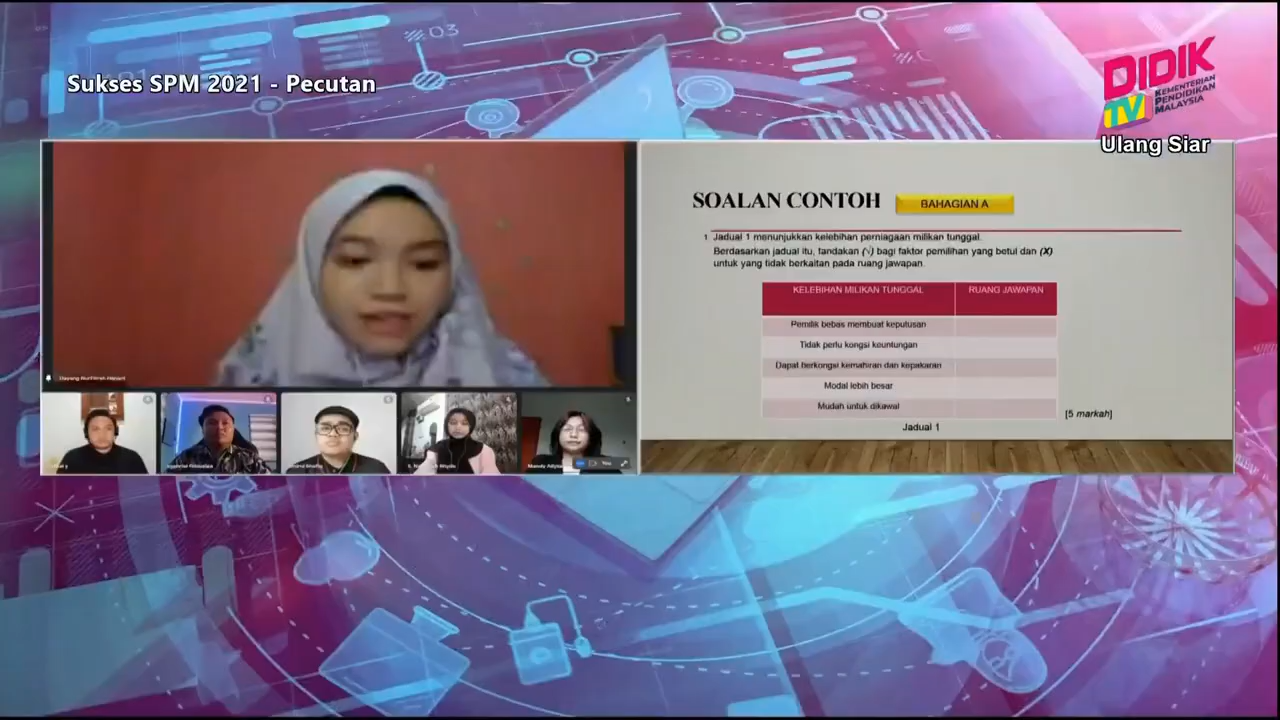 Sukses SPM 2021 - Pecutan
DIDIK
TV
KEMENTERIAN
PENDIDIKAN
MALAYSIA
Ulang Siar
SOALAN CONTOH
BAHAGIAN A
1 Jadual 1 menunjukkan kelebihan perniagaan milikan tunggal.
Berdasarkan jadual itu, tandakan (√) bagi faktor pemilihan yang betul dan (X)
untuk yang tidak berkaitan pada ruang jawapan.
KELEBIHAN MILIKAN TUNGGAL RUANG JAWAPAN
Pemilik bebas membuat keputusan
Tidak perlu kongsi keuntungan
Dapat berkongsi kemahiran dan kepakaran
Modal lebih besar
Mudah untuk dikawal
[5 markah]
Jadual 1